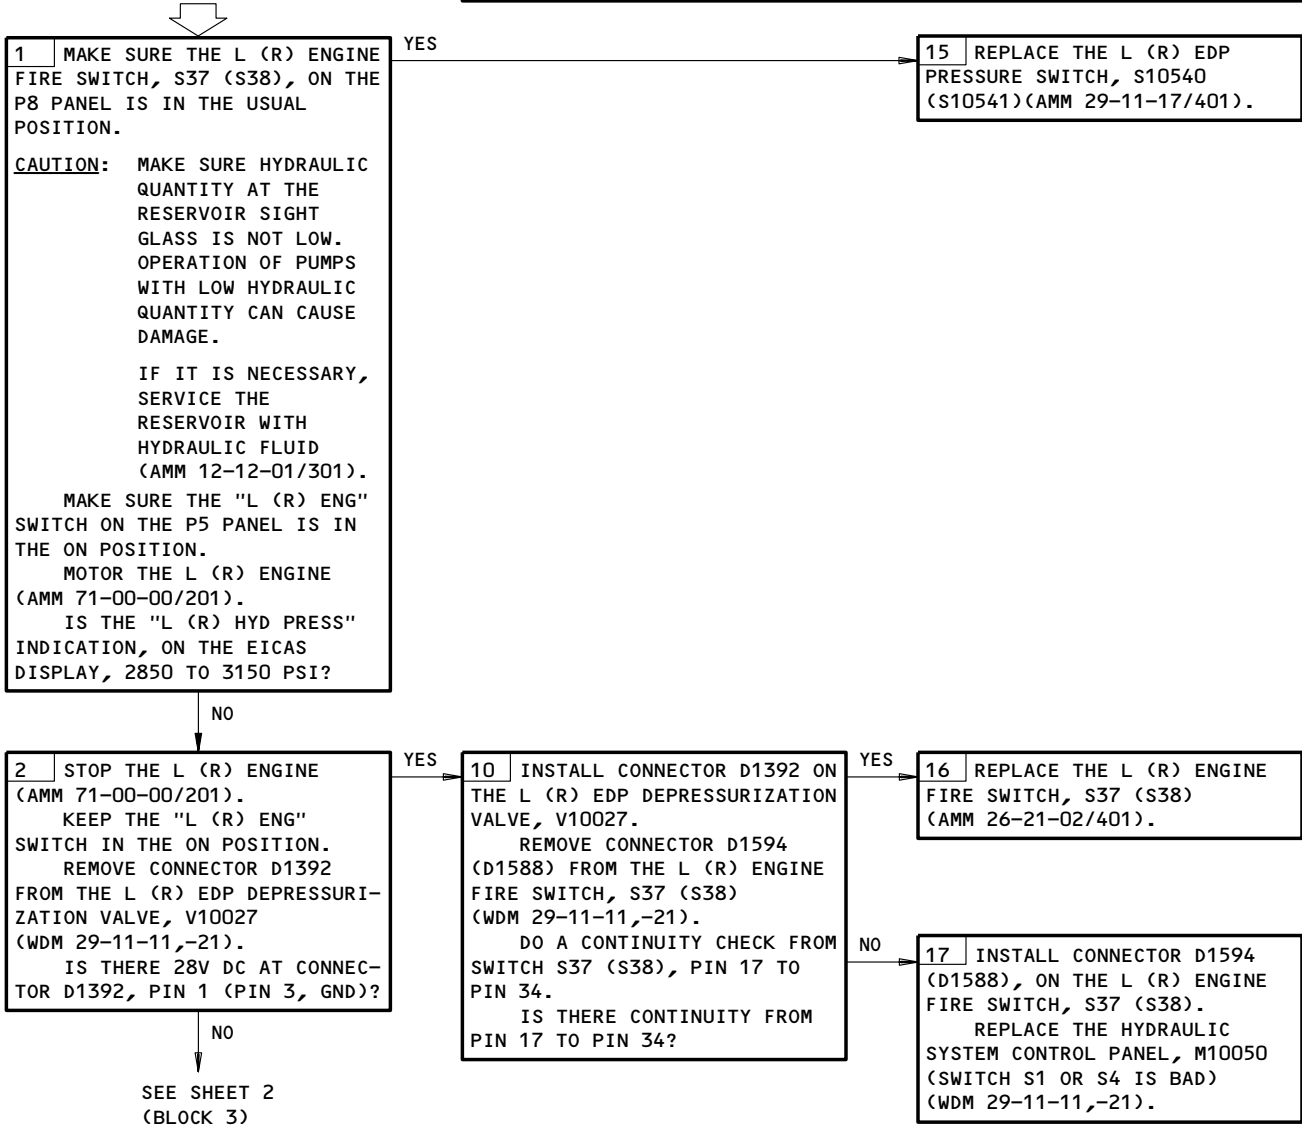 1 MAKE SURE THE L (R) ENGINE
FIRE SWITCH, S37 (S38), ON THE
P8 PANEL IS IN THE USUAL
POSITION.
CAUTION: MAKE SURE HYDRAULIC
QUANTITY AT THE
RESERVOIR SIGHT
GLASS IS NOT LOW.
OPERATION OF PUMPS
WITH LOW HYDRAULIC
QUANTITY CAN CAUSE
DAMAGE.
IF IT IS NECESSARY,
SERVICE THE
RESERVOIR WITH
HYDRAULIC FLUID
(AMM 12-12-01/301).
MAKE SURE THE "L (R) ENG"
SWITCH ON THE P5 PANEL IS IN
THE ON POSITION.
MOTOR THE L (R) ENGINE
(AMM 71-00-00/201).
IS THE "L (R) HYD PRESS"
INDICATION, ON THE EICAS
DISPLAY, 2850 TO 3150 PSI?
YES
15 REPLACE THE L (R) EDP
PRESSURE SWITCH, S10540
(S10541)(AMM 29-11-17/401).
NO
2 STOP THE L (R) ENGINE
(AMM 71-00-00/201).
KEEP THE "L (R) ENG"
SWITCH IN THE ON POSITION.
REMOVE CONNECTOR D1392
FROM THE L (R) EDP DEPRESSURI-
ZATION VALVE, V10027
(WDM 29-11-11,-21).
IS THERE 28V DC AT CONNEC-
TOR D1392, PIN 1 (PIN 3, GND)?
YES
10 INSTALL CONNECTOR D1392 ON
THE L (R) EDP DEPRESSURIZATION
VALVE, V10027.
REMOVE CONNECTOR D1594
(D1588) FROM THE L (R) ENGINE
FIRE SWITCH, S37 (S38)
(WDM 29-11-11,-21).
DO A CONTINUITY CHECK FROM
SWITCH S37 (S38), PIN 17 TO
PIN 34.
IS THERE CONTINUITY FROM
PIN 17 TO PIN 34?
YES
16 REPLACE THE L (R) ENGINE
FIRE SWITCH, S37 (S38)
(AMM 26-21-02/401).
NO
17 INSTALL CONNECTOR D1594
(D1588), ON THE L (R) ENGINE
FIRE SWITCH, S37 (S38).
REPLACE THE HYDRAULIC
SYSTEM CONTROL PANEL, M10050
(SWITCH S1 OR S4 IS BAD)
(WDM 29-11-11,-21).
NO
SEE SHEET 2
(BLOCK 3)